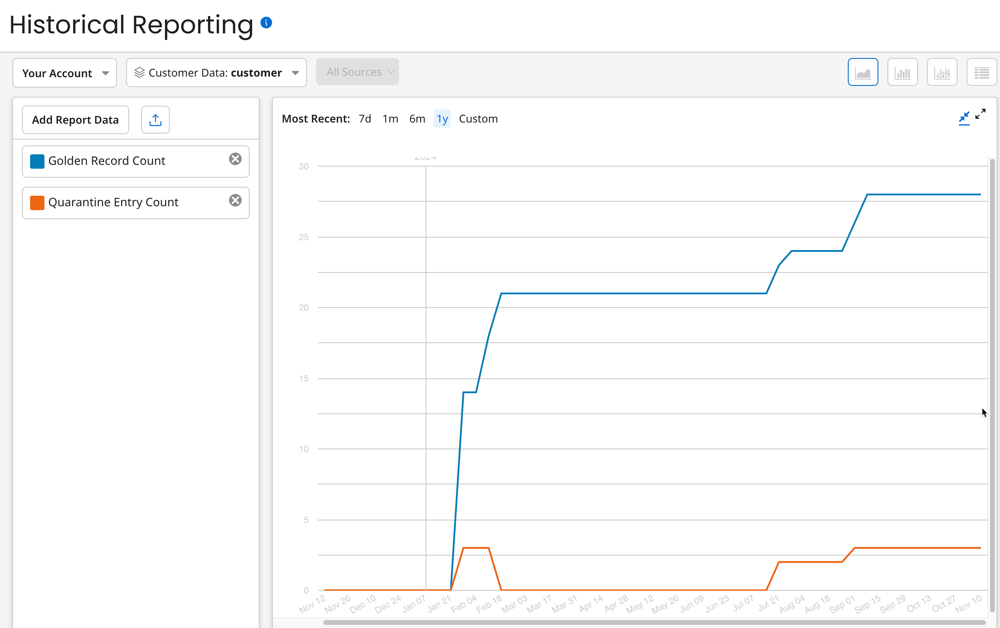 Historical Reporting
Your Account
Customer Data: customer
All Sources
Add Report Data
Most Recent: 7d 1m 6m 1y Custom
Golden Record Count
Quarantine Entry Count
2024
30
25
20
15
10
5
0
Nov 12 Nov 26 Dec 10 Dec 24 Jan 07 Jan 21 Feb 04 Feb 18 Mar 03 Mar 17 Mar 31 Apr 14 Apr 28 May 12 May 26 Jun 09 Jun 23 Jul 07 Jul 21 Aug 04 Aug 18 Sep 01 Sep 15 Sep 29 Oct 13 Oct 27 Nov 10